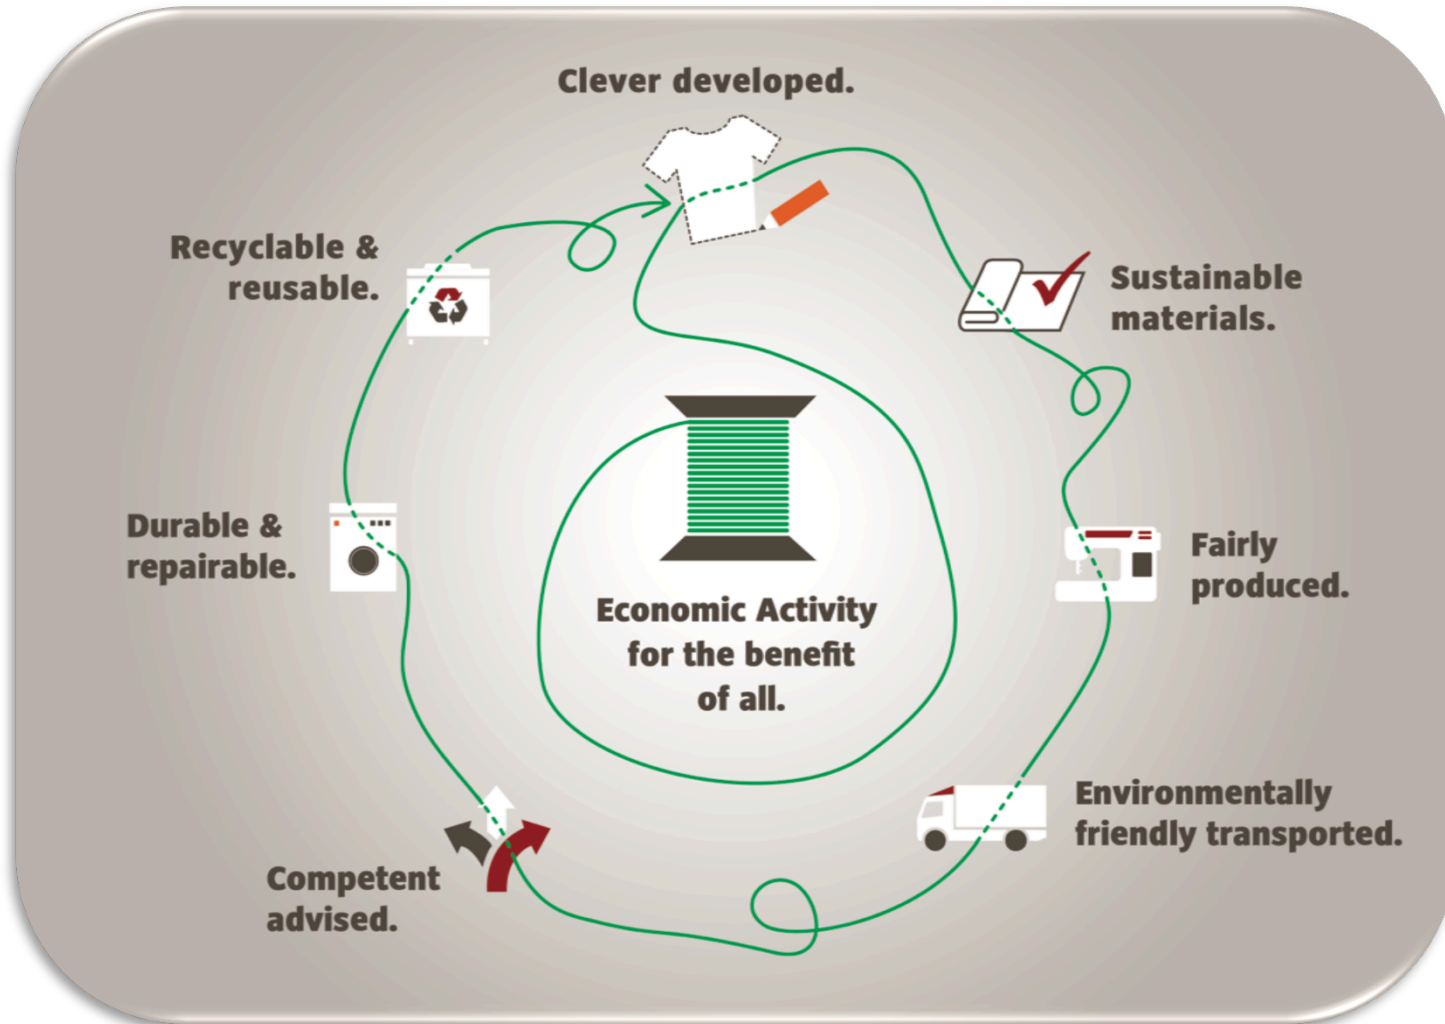 Clever developed.
Sustainable
materials.
Fairly
produced.
Environmentally
friendly transported.
Competent
advised.
Durable &
repairable.
Recyclable &
reusable.
Economic Activity
for the benefit
of all.